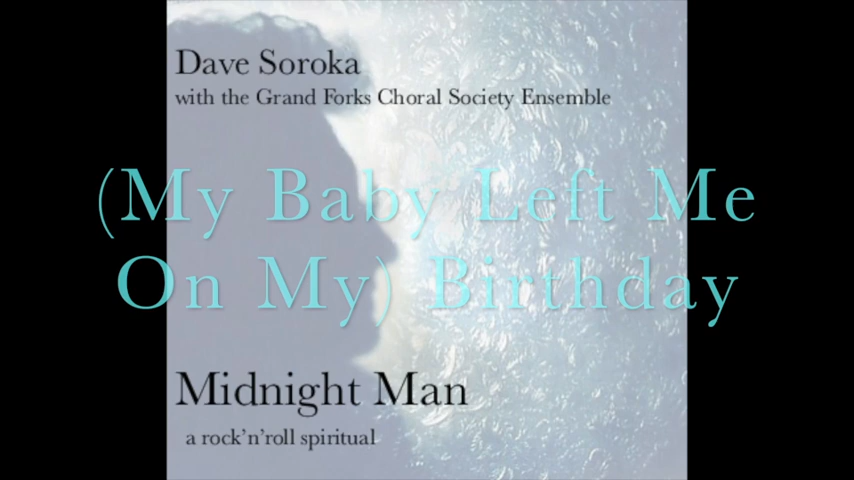 Dave Soroka
with the Grand Forks Choral Society Ensemble
(My Baby Left Me
On My) Birthday
Midnight Man
a rock’n’roll spiritual